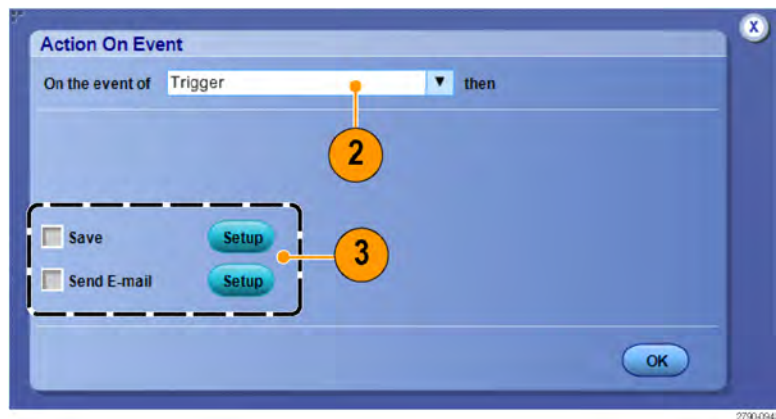 X
Action On Event
On the event of Trigger ▼ then
2
Save Setup
3
Send E-mail Setup
OK